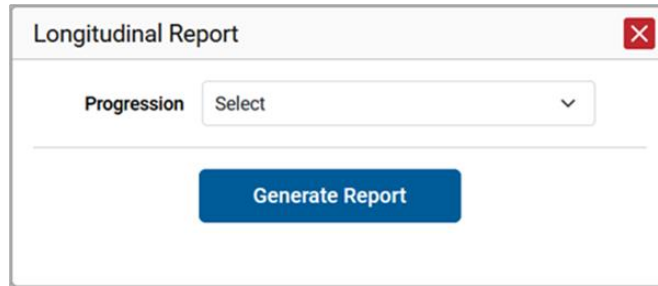 Longitudinal Report
Progression Select
Generate Report